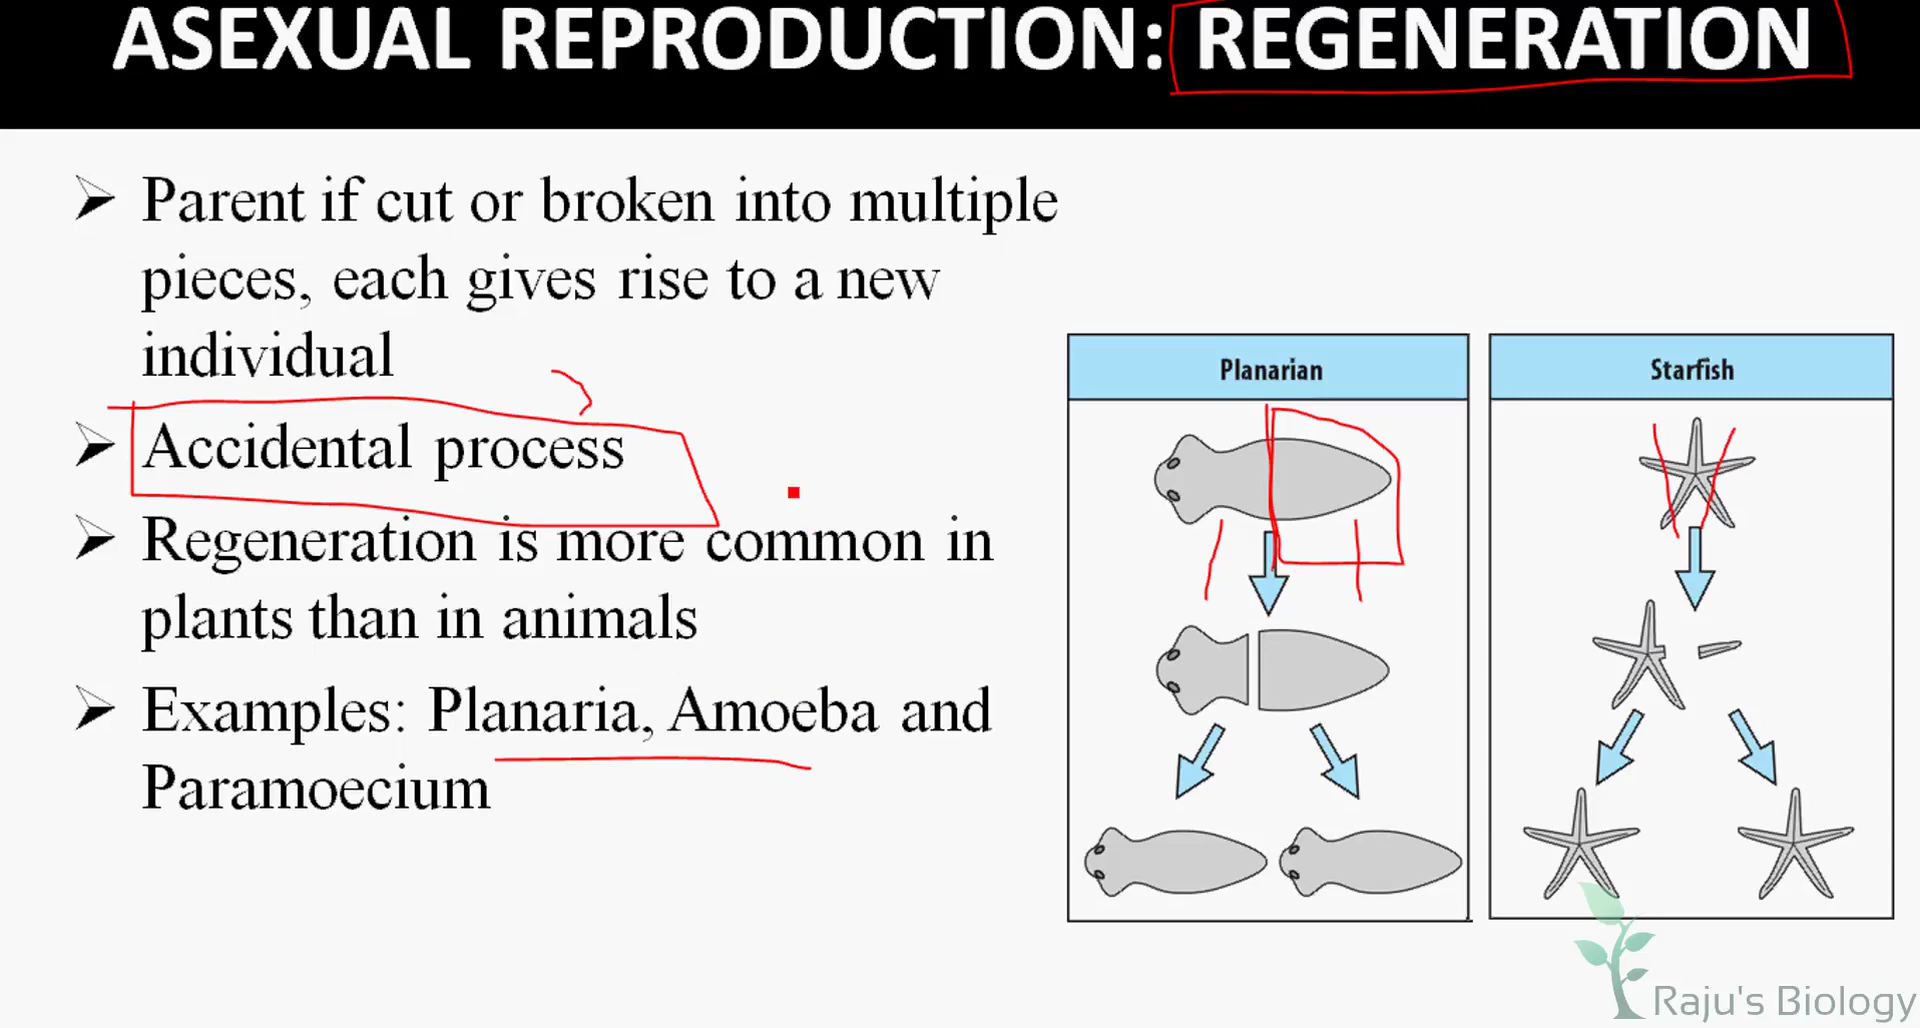 ASEXUAL REPRODUCTION: REGENERATION
Parent if cut or broken into multiple
pieces, each gives rise to a new
individual
Accidental process
Regeneration is more common in
plants than in animals
Examples: Planaria, Amoeba and
Paramoecium
Planarian
Starfish
Raju's Biology